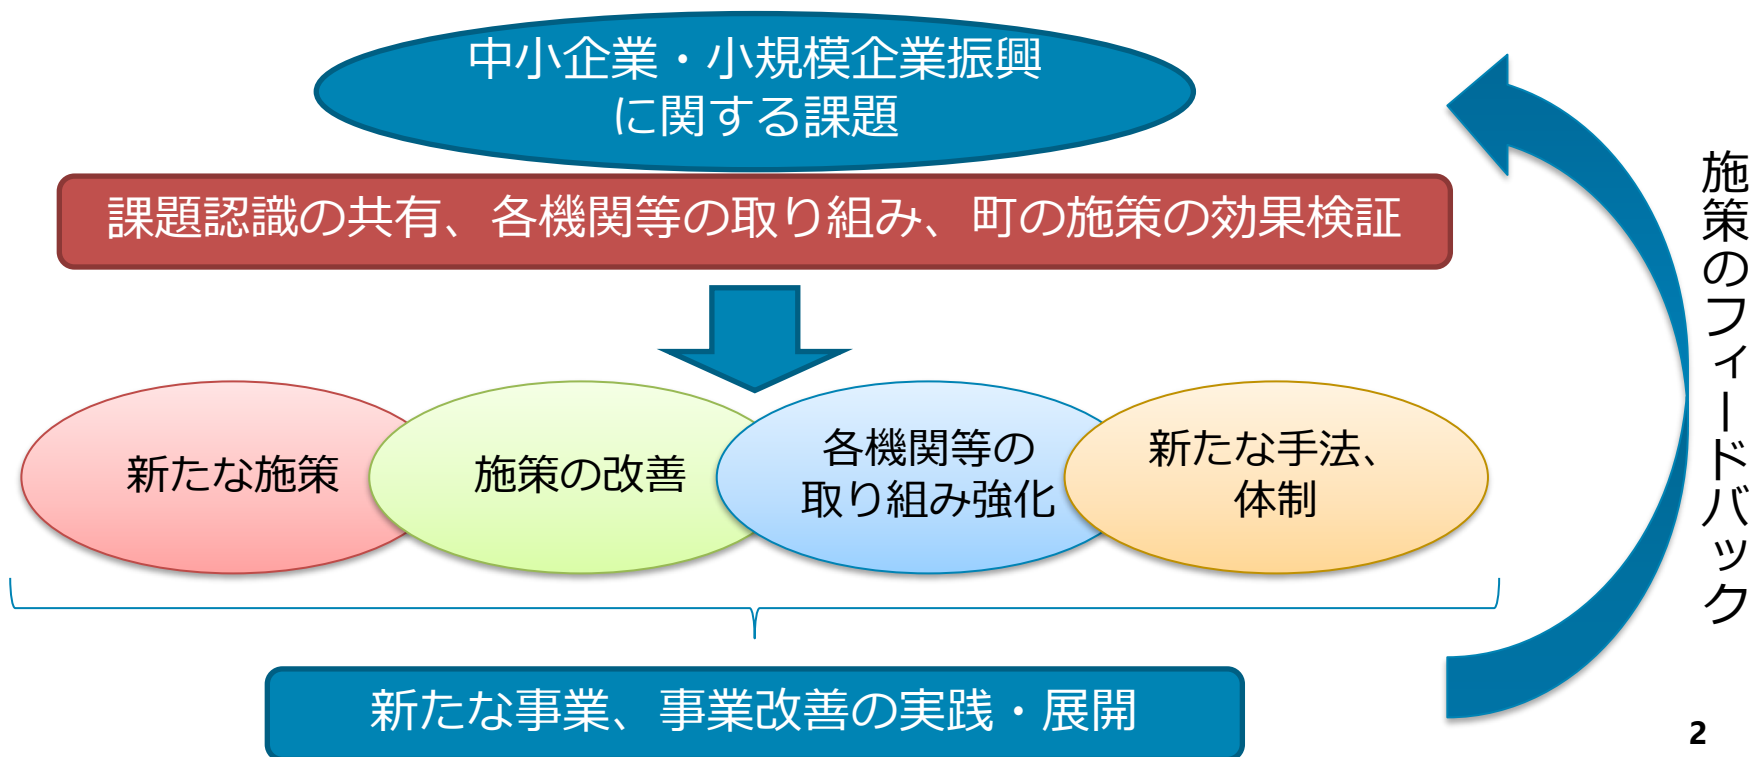 中小企業・小規模企業振興
に関する課題
課題認識の共有、各機関等の取り組み、町の施策の効果検証
新たな施策
施策の改善
各機関等の
取り組み強化
新たな手法、
体制
新たな事業、事業改善の実践・展開
施策のフィードバック
2